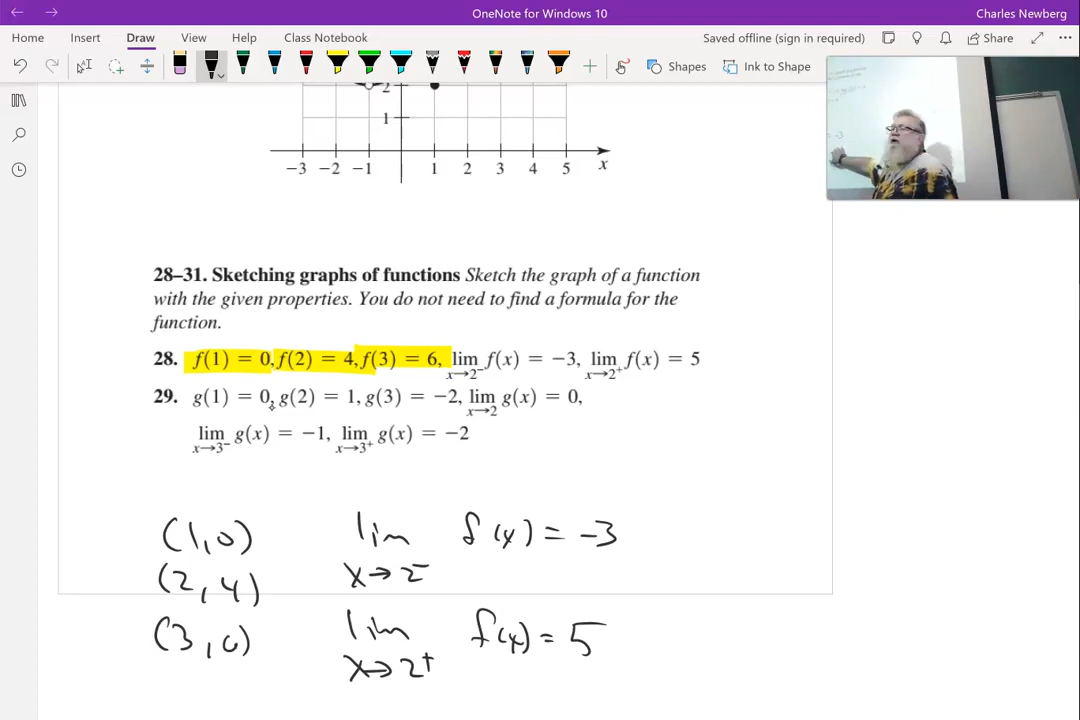 OneNote for Windows 10
Charles Newberg
Home Insert Draw View Help Class Notebook
Saved offline (sign in required)
Share
Shapes
Ink to Shape
2
1
−3 −2 −1 1 2 3 4 5 x
28–31. Sketching graphs of functions Sketch the graph of a function
with the given properties. You do not need to find a formula for the
function.
28. f(1) = 0, f(2) = 4, f(3) = 6, lim x→2⁻ f(x) = −3, lim x→2⁺ f(x) = 5
29. g(1) = 0, g(2) = 1, g(3) = −2, lim x→2 g(x) = 0,
lim x→3⁻ g(x) = −1, lim x→3⁺ g(x) = −2
(1,0) lim x→2⁻ f(x) = -3
(2,4)
(3,6) lim x→2⁺ f(x) = 5